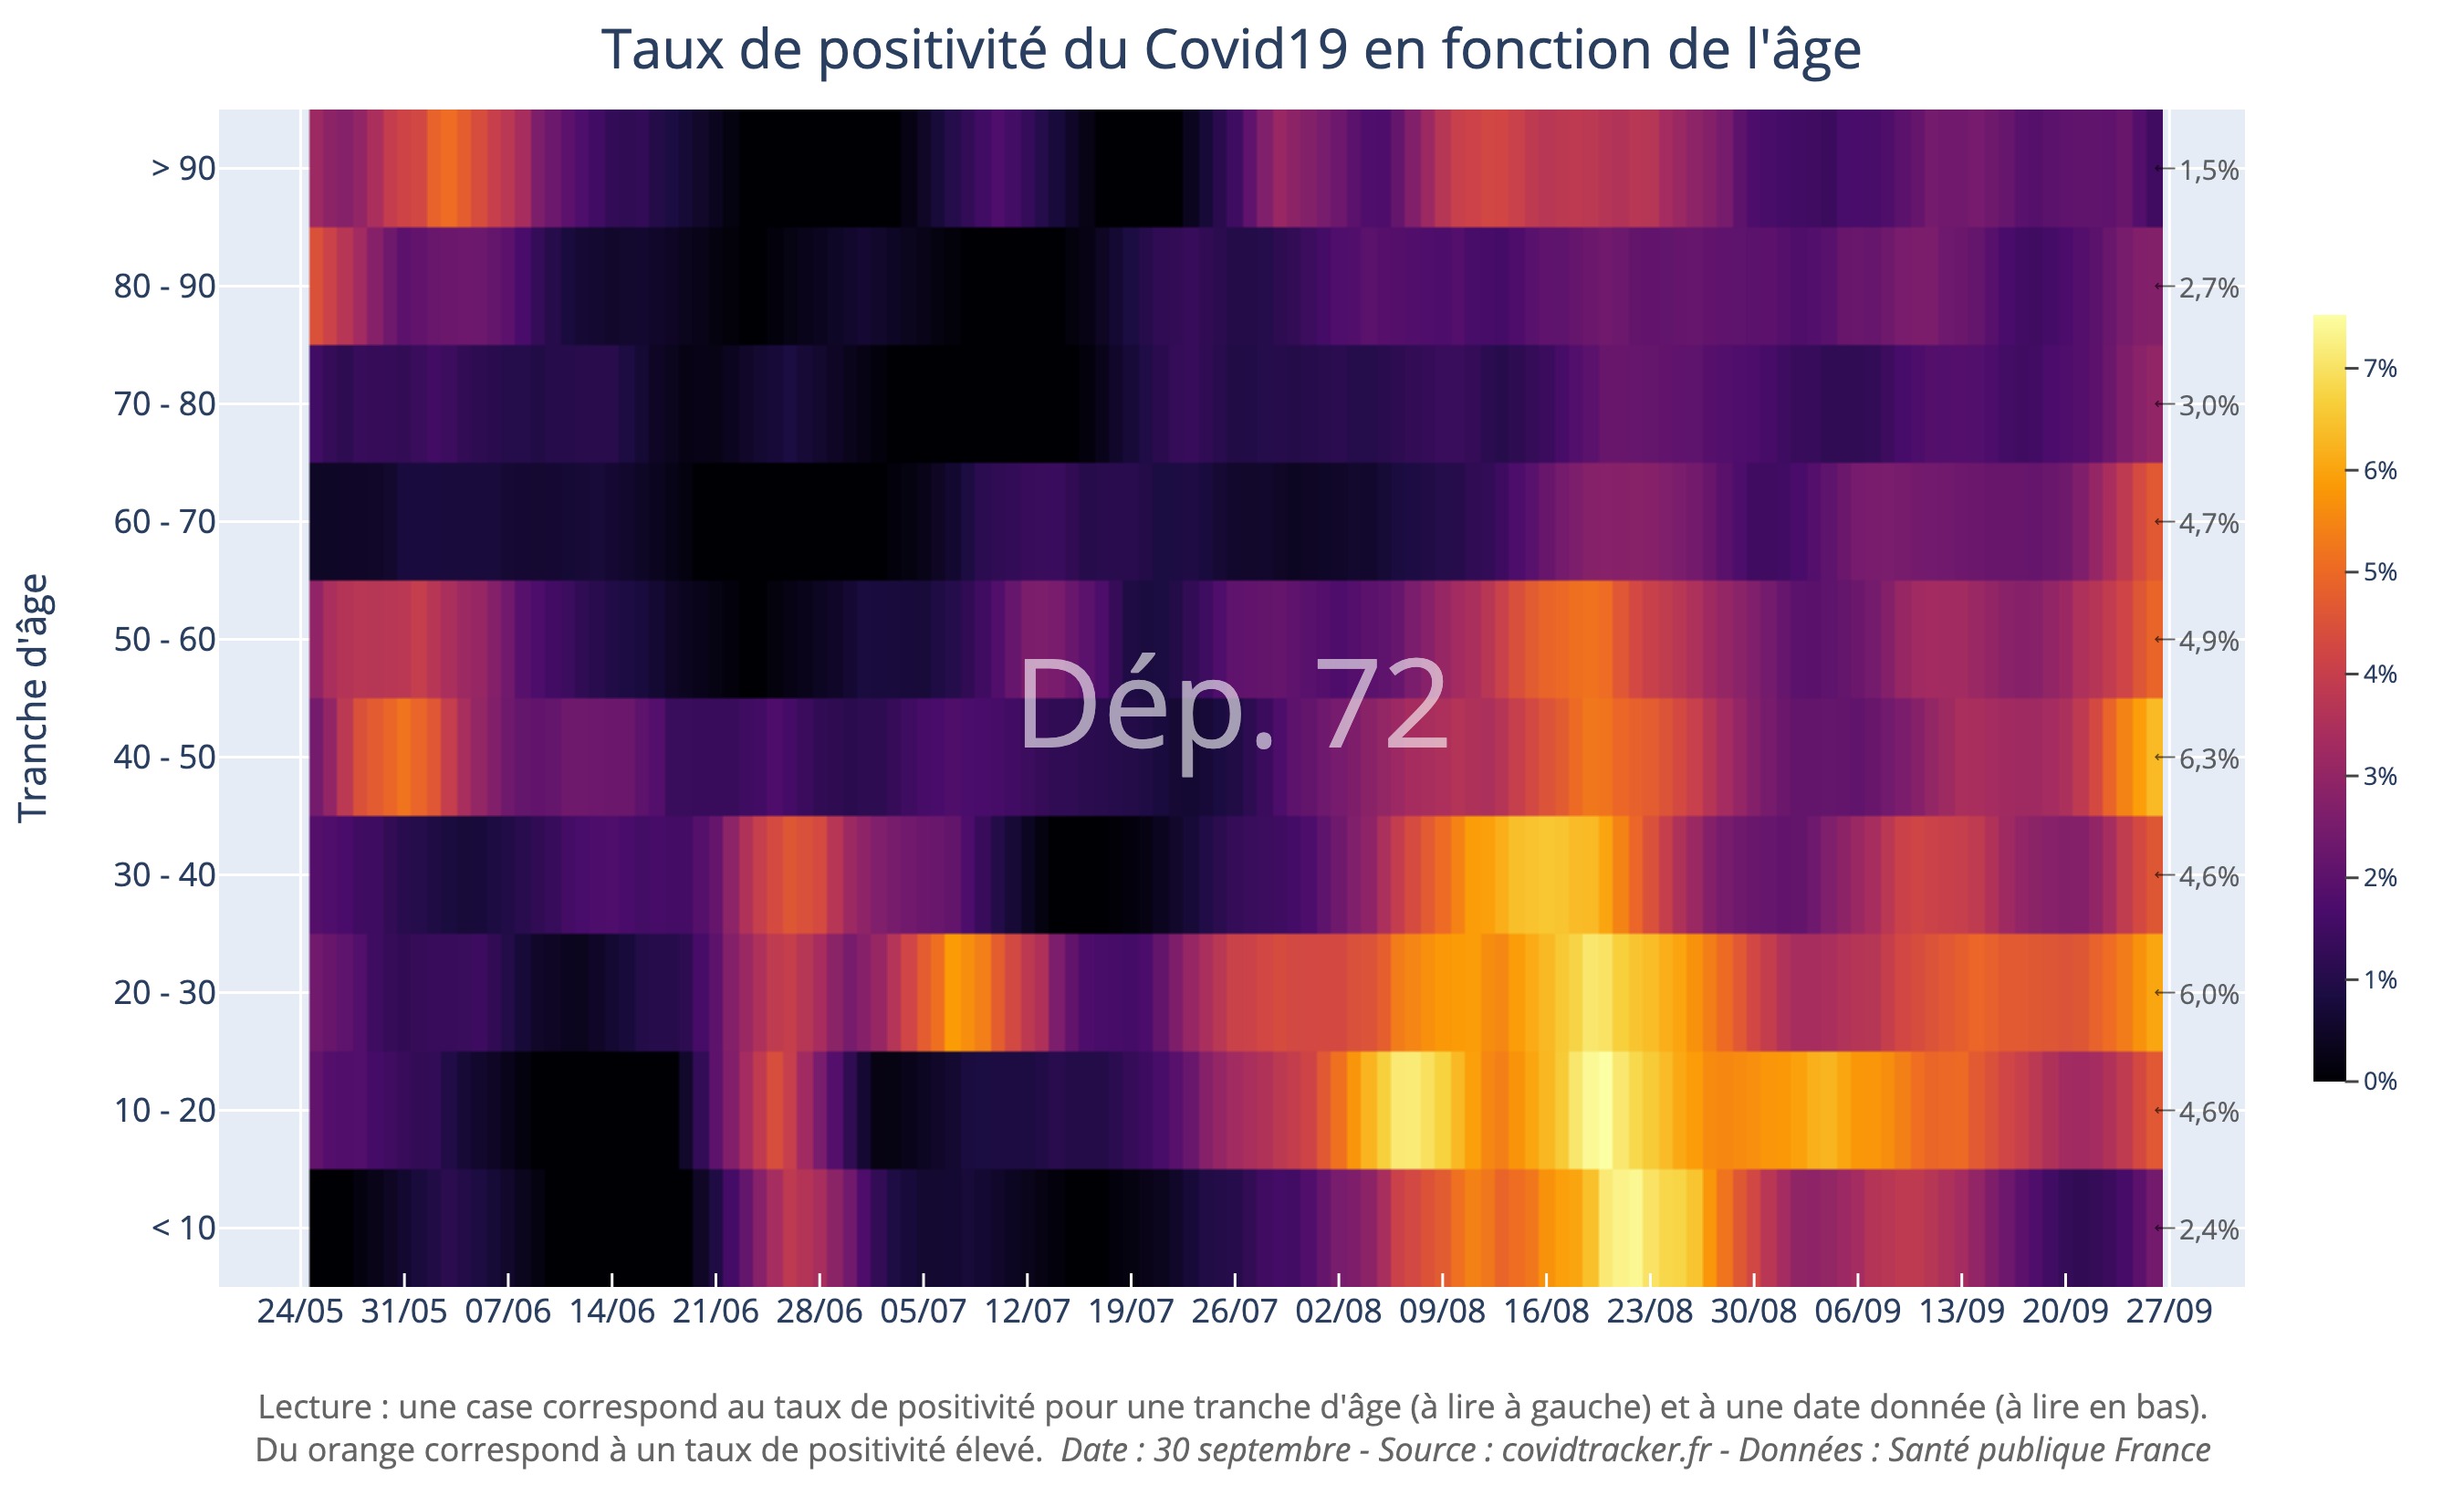 Taux de positivité du Covid19 en fonction de l'âge
Tranche d'âge
> 90
80 - 90
70 - 80
60 - 70
50 - 60
40 - 50
30 - 40
20 - 30
10 - 20
< 10
Dép. 72
1,5%
2,7%
3,0%
4,7%
4,9%
6,3%
4,6%
6,0%
4,6%
2,4%
7%
6%
5%
4%
3%
2%
1%
0%
24/05 31/05 07/06 14/06 21/06 28/06 05/07 12/07 19/07 26/07 02/08 09/08 16/08 23/08 30/08 06/09 13/09 20/09 27/09
Lecture : une case correspond au taux de positivité pour une tranche d'âge (à lire à gauche) et à une date donnée (à lire en bas).
Du orange correspond à un taux de positivité élevé. Date : 30 septembre - Source : covidtracker.fr - Données : Santé publique France